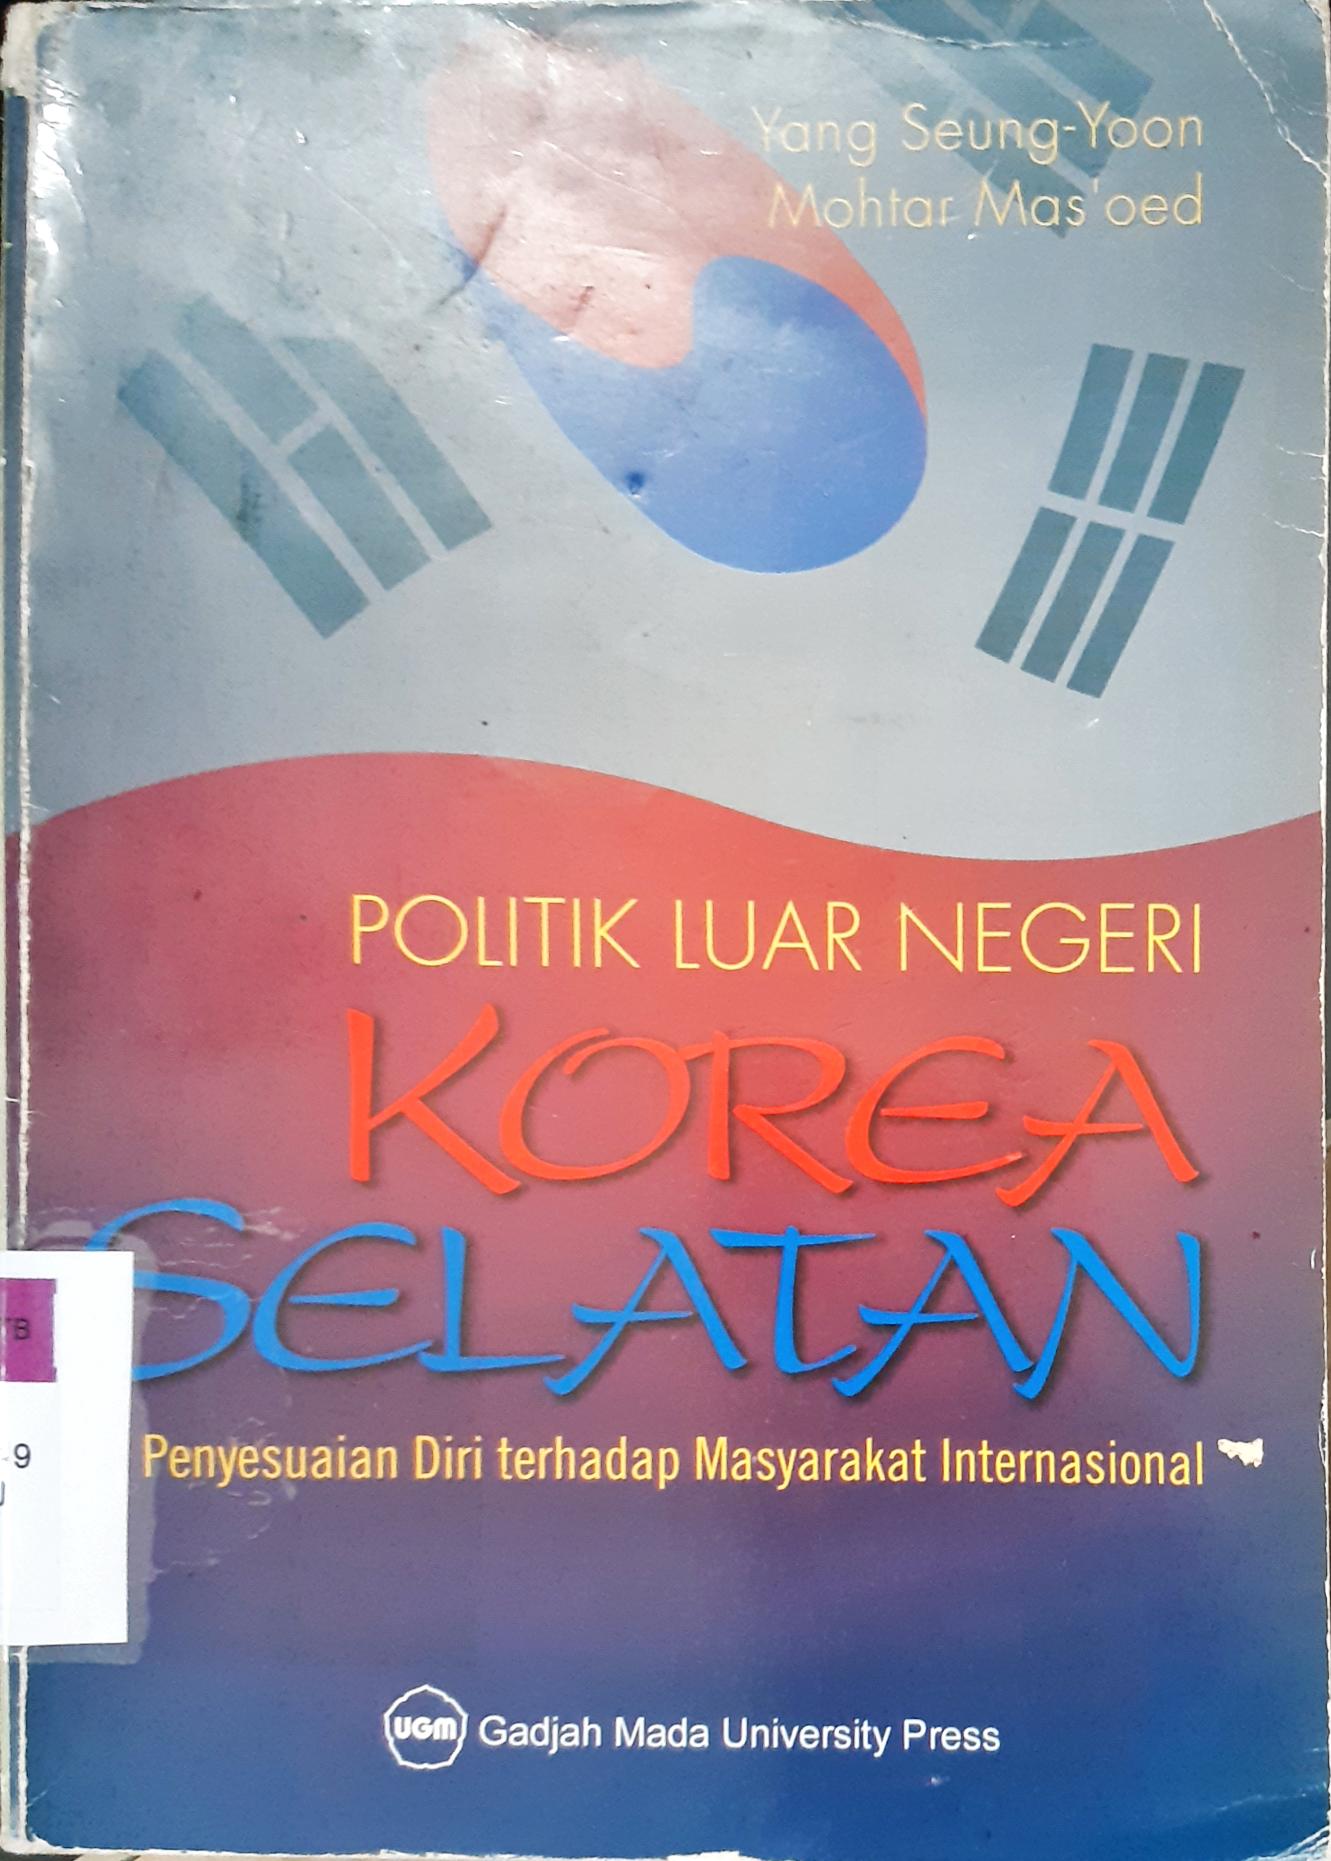 Yang Seung-Yoon
Mohtar Mas'oed
POLITIK LUAR NEGERI
KOREA
SELATAN
Penyesuaian Diri terhadap Masyarakat Internasional
UGM Gadjah Mada University Press